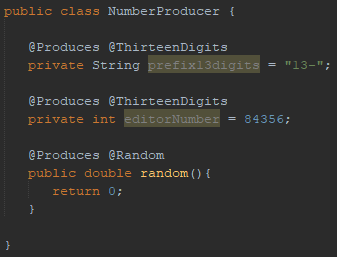 public class NumberProducer {
@Produces @ThirteenDigits
private String prefix13digits = "13-";
@Produces @ThirteenDigits
private int editorNumber = 84356;
@Produces @Random
public double random(){
return 0;
}
}